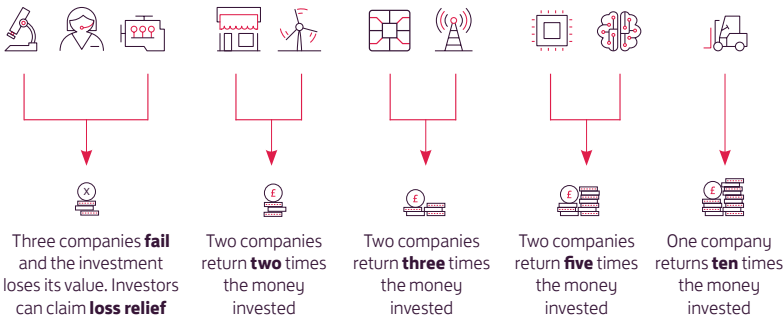 X
£
£
£
£
Three companies fail
and the investment
loses its value. Investors
can claim loss relief
Two companies
return two times
the money
invested
Two companies
return three times
the money
invested
Two companies
return five times
the money
invested
One company
returns ten times
the money
invested